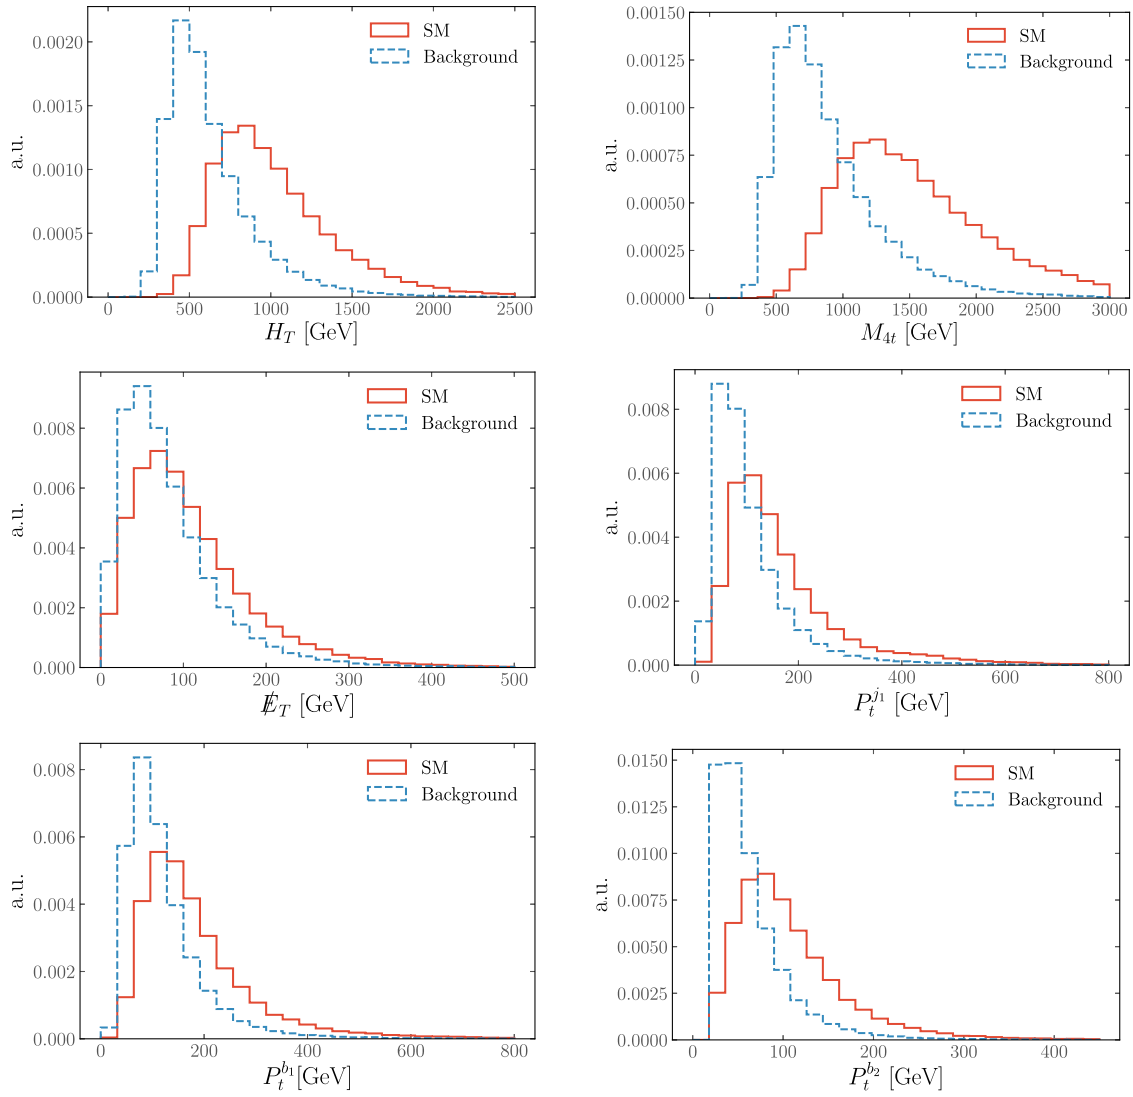 SM
Background
a.u.
0.0020
0.0015
0.0010
0.0005
0.0000
0 500 1000 1500 2000 2500
H_T [GeV]
SM
Background
a.u.
0.00150
0.00125
0.00100
0.00075
0.00050
0.00025
0.00000
0 500 1000 1500 2000 2500 3000
M_{4t} [GeV]
SM
Background
a.u.
0.008
0.006
0.004
0.002
0.000
0 100 200 300 400 500
E̸_T [GeV]
SM
Background
a.u.
0.008
0.006
0.004
0.002
0.000
0 200 400 600 800
P_t^{j_1} [GeV]
SM
Background
a.u.
0.008
0.006
0.004
0.002
0.000
0 200 400 600 800
P_t^{b_1}[GeV]
SM
Background
a.u.
0.0150
0.0125
0.0100
0.0075
0.0050
0.0025
0.0000
0 100 200 300 400
P_t^{b_2} [GeV]